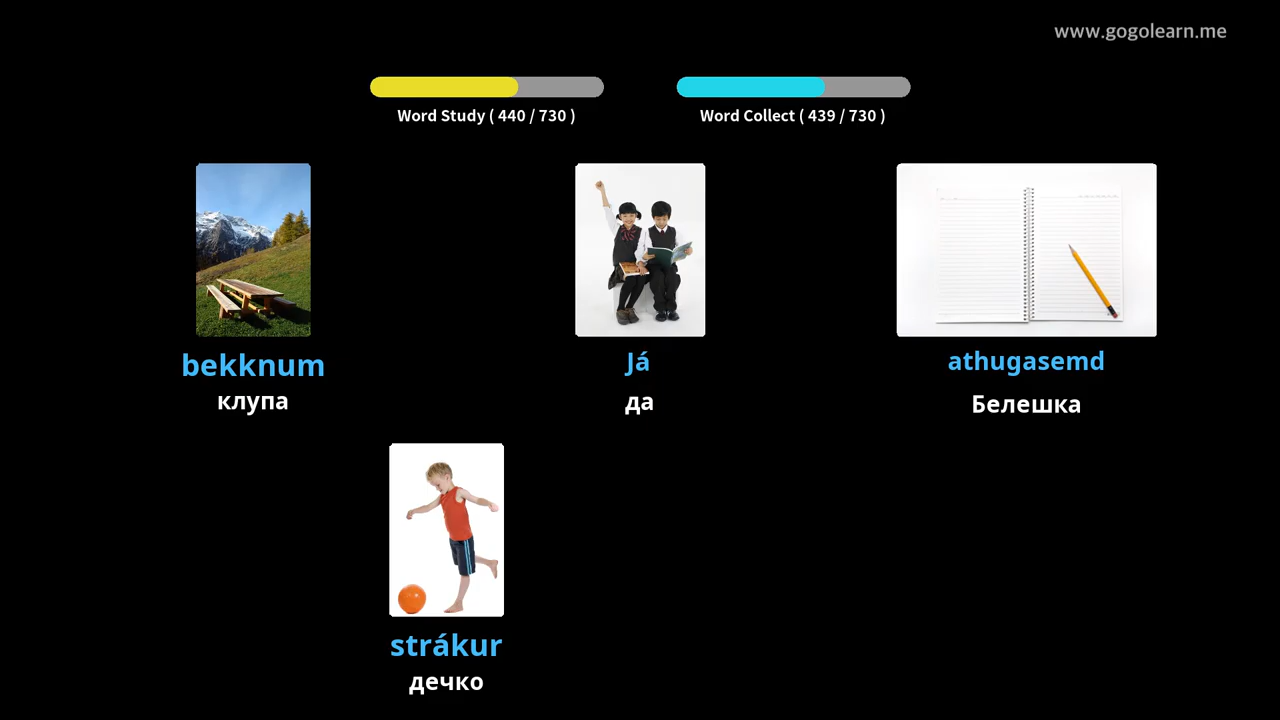 www.gogolearn.me
Word Study ( 440 / 730 )
Word Collect ( 439 / 730 )
bekknum
клупа
Já
да
athugasemd
Белешка
strákur
дечко